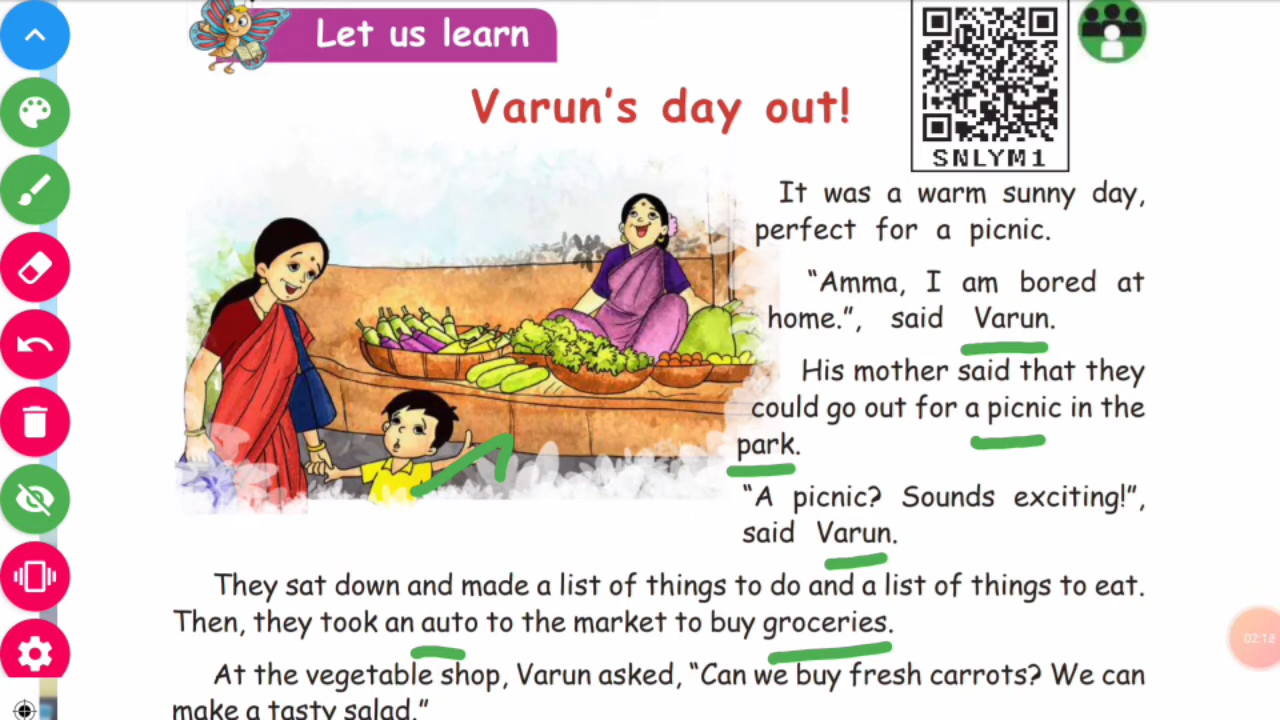 Let us learn
SNLYM1
Varun's day out!
It was a warm sunny day,
perfect for a picnic.
“Amma, I am bored at
home.”, said Varun.
His mother said that they
could go out for a picnic in the
park.
“A picnic? Sounds exciting!”,
said Varun.
They sat down and made a list of things to do and a list of things to eat.
Then, they took an auto to the market to buy groceries.
At the vegetable shop, Varun asked, “Can we buy fresh carrots? We can
make a tasty salad.”
02:12